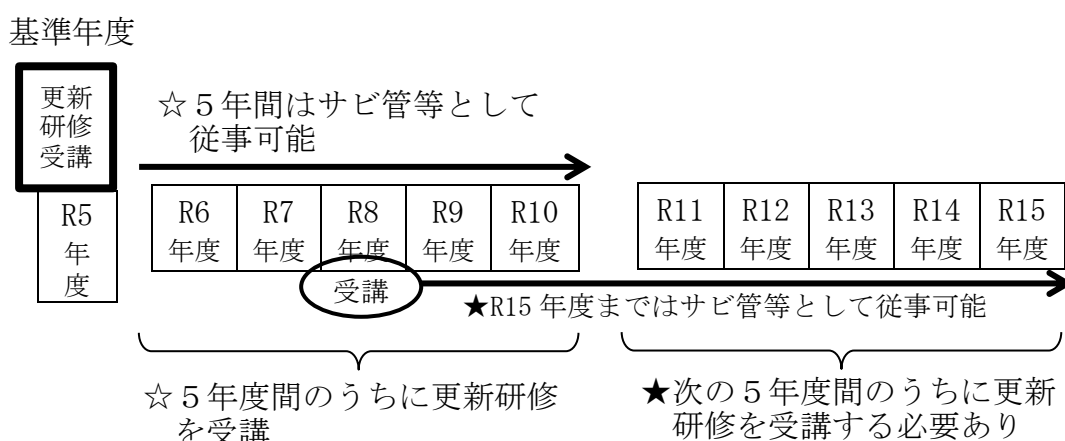 基準年度
更新
研修
受講
☆５年間はサビ管等として
従事可能
R5
年
度
R6
年度
R7
年度
R8
年度
R9
年度
R10
年度
R11
年度
R12
年度
R13
年度
R14
年度
R15
年度
受講
★R15 年度まではサビ管等として従事可能
☆５年度間のうちに更新研修
を受講
★次の５年度間のうちに更新
研修を受講する必要あり